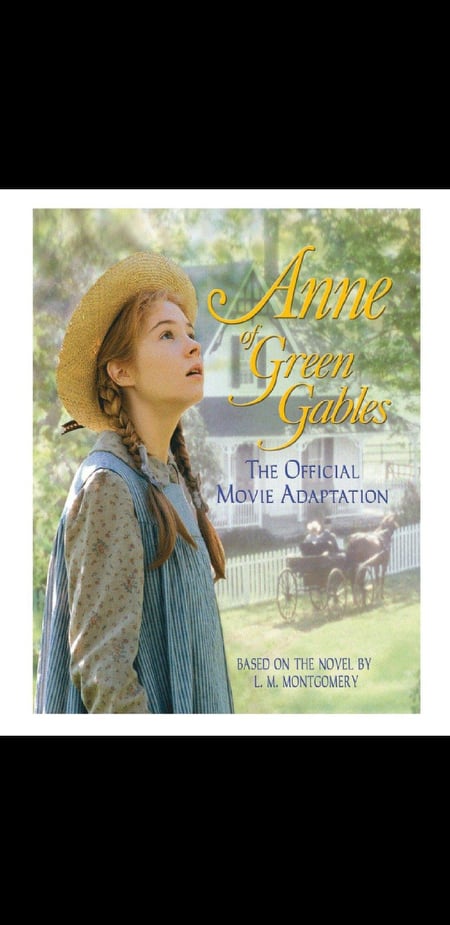 Anne
of Green
Gables
The Official
Movie Adaptation
Based on the novel by
L. M. Montgomery